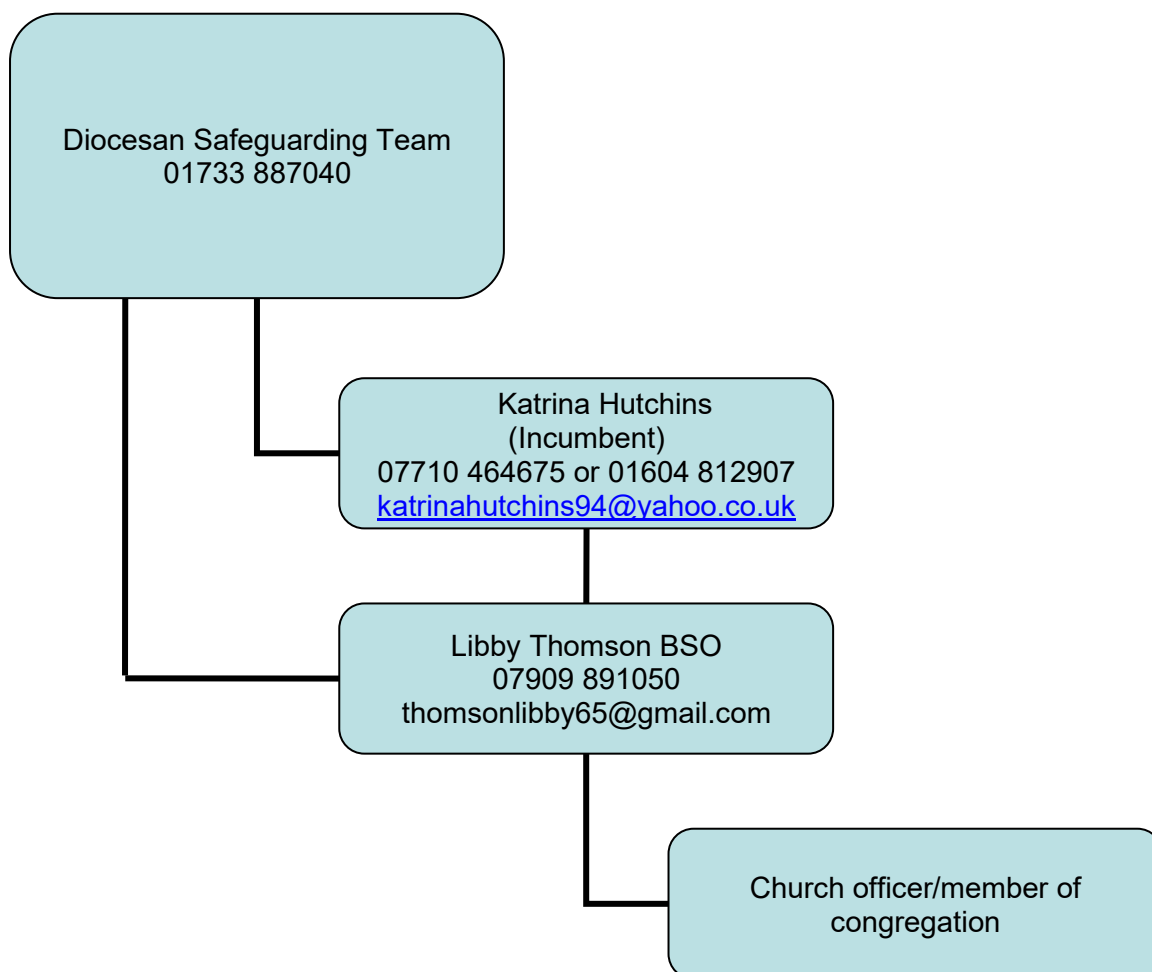 Diocesan Safeguarding Team
01733 887040
Katrina Hutchins
(Incumbent)
07710 464675 or 01604 812907
katrinahutchins94@yahoo.co.uk
Libby Thomson BSO
07909 891050
thomsonlibby65@gmail.com
Church officer/member of
congregation